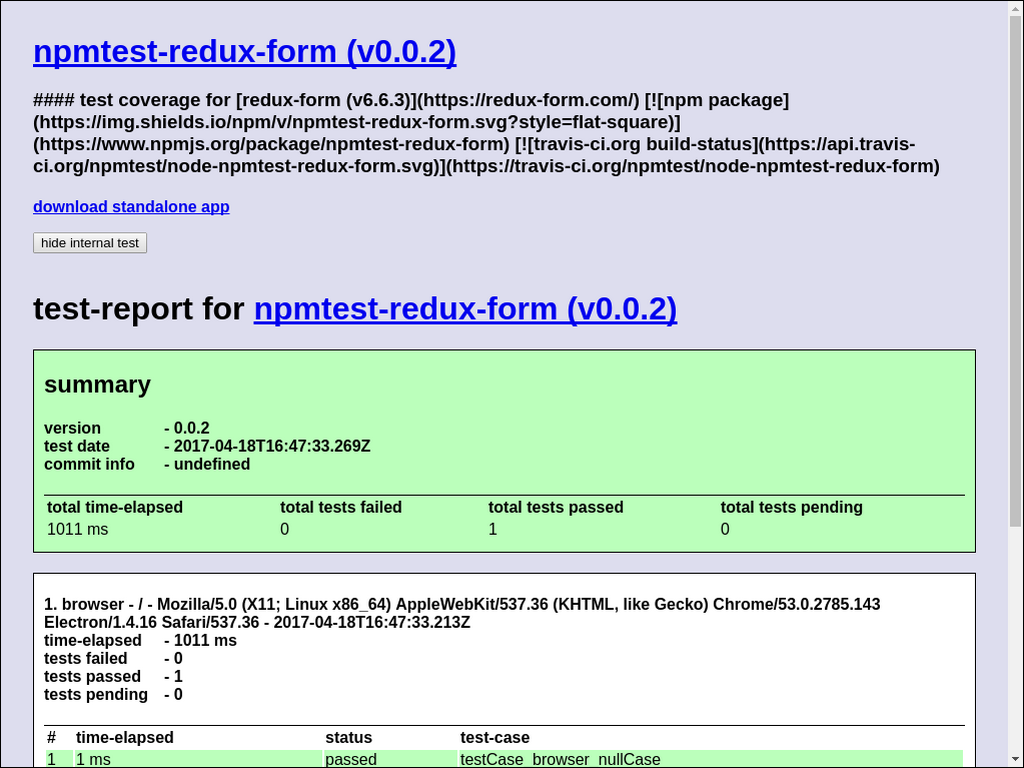 npmtest-redux-form (v0.0.2)
#### test coverage for [redux-form (v6.6.3)](https://redux-form.com/) [![npm package]
(https://img.shields.io/npm/v/npmtest-redux-form.svg?style=flat-square)]
(https://www.npmjs.org/package/npmtest-redux-form) [![travis-ci.org build-status](https://api.travis-
ci.org/npmtest/node-npmtest-redux-form.svg)](https://travis-ci.org/npmtest/node-npmtest-redux-form)
download standalone app
hide internal test
test-report for npmtest-redux-form (v0.0.2)
summary
version - 0.0.2
test date - 2017-04-18T16:47:33.269Z
commit info - undefined
total time-elapsed total tests failed total tests passed total tests pending
1011 ms 0 1 0
1. browser - / - Mozilla/5.0 (X11; Linux x86_64) AppleWebKit/537.36 (KHTML, like Gecko) Chrome/53.0.2785.143
Electron/1.4.16 Safari/537.36 - 2017-04-18T16:47:33.213Z
time-elapsed - 1011 ms
tests failed - 0
tests passed - 1
tests pending - 0
# time-elapsed status test-case
1 1 ms passed testCase_browser_nullCase